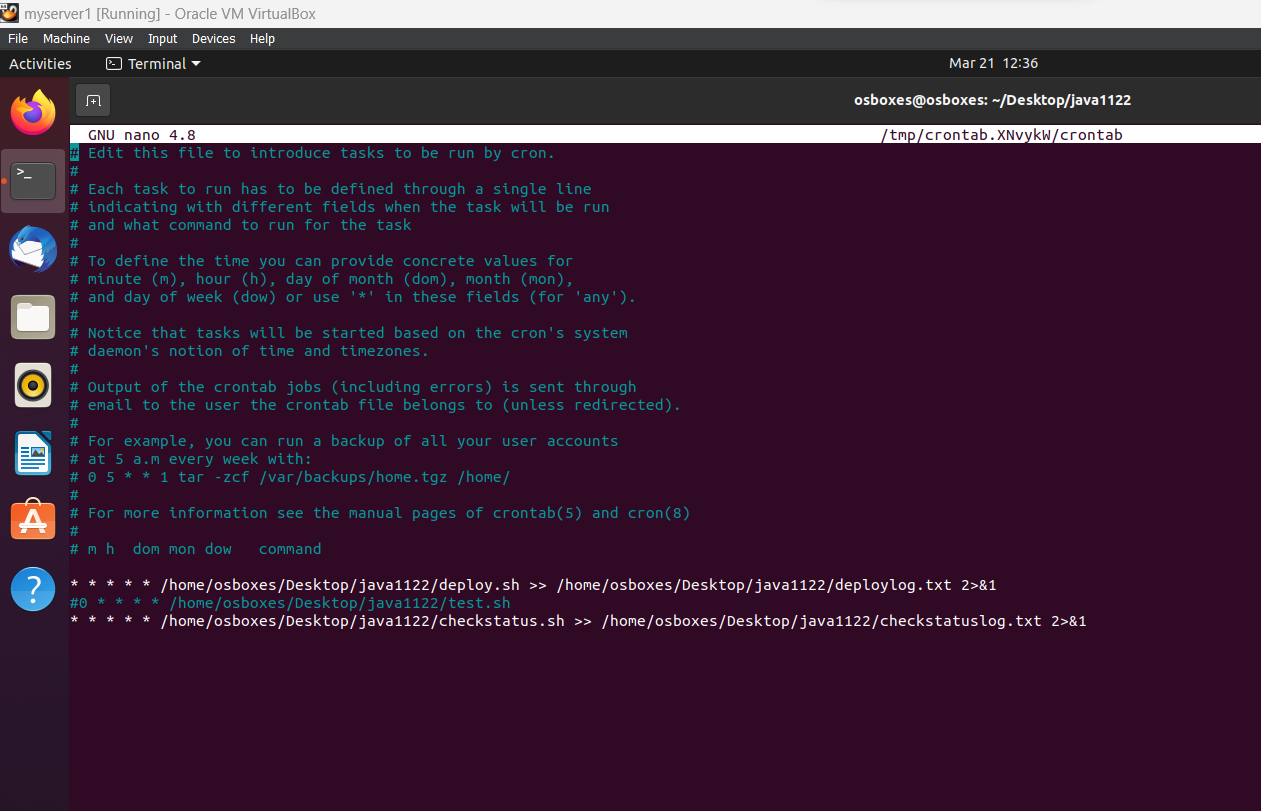 myserver1 [Running] - Oracle VM VirtualBox
File Machine View Input Devices Help
Activities Terminal Mar 21 12:36
osboxes@osboxes: ~/Desktop/java1122
GNU nano 4.8 /tmp/crontab.XNvykW/crontab
# Edit this file to introduce tasks to be run by cron.
#
# Each task to run has to be defined through a single line
# indicating with different fields when the task will be run
# and what command to run for the task
#
# To define the time you can provide concrete values for
# minute (m), hour (h), day of month (dom), month (mon),
# and day of week (dow) or use '*' in these fields (for 'any').
#
# Notice that tasks will be started based on the cron's system
# daemon's notion of time and timezones.
#
# Output of the crontab jobs (including errors) is sent through
# email to the user the crontab file belongs to (unless redirected).
#
# For example, you can run a backup of all your user accounts
# at 5 a.m every week with:
# 0 5 * * 1 tar -zcf /var/backups/home.tgz /home/
#
# For more information see the manual pages of crontab(5) and cron(8)
#
# m h  dom mon dow   command
* * * * * /home/osboxes/Desktop/java1122/deploy.sh >> /home/osboxes/Desktop/java1122/deploylog.txt 2>&1
#0 * * * * /home/osboxes/Desktop/java1122/test.sh
* * * * * /home/osboxes/Desktop/java1122/checkstatus.sh >> /home/osboxes/Desktop/java1122/checkstatuslog.txt 2>&1